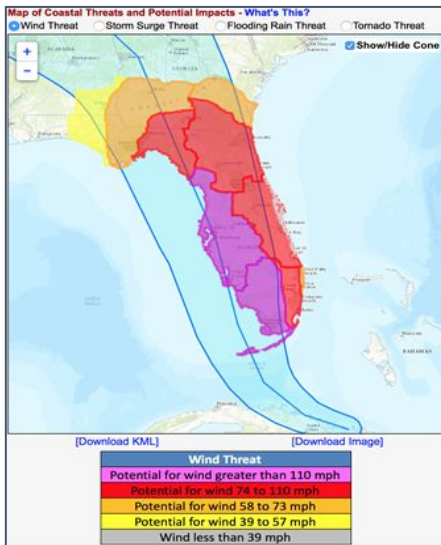 Map of Coastal Threats and Potential Impacts - What's This?
Wind Threat Storm Surge Threat Flooding Rain Threat Tornado Threat
+
Show/Hide Cone
−
ALABAMA
GEORGIA
BAHAMAS
[Download KML] [Download Image]
Wind Threat
Potential for wind greater than 110 mph
Potential for wind 74 to 110 mph
Potential for wind 58 to 73 mph
Potential for wind 39 to 57 mph
Wind less than 39 mph